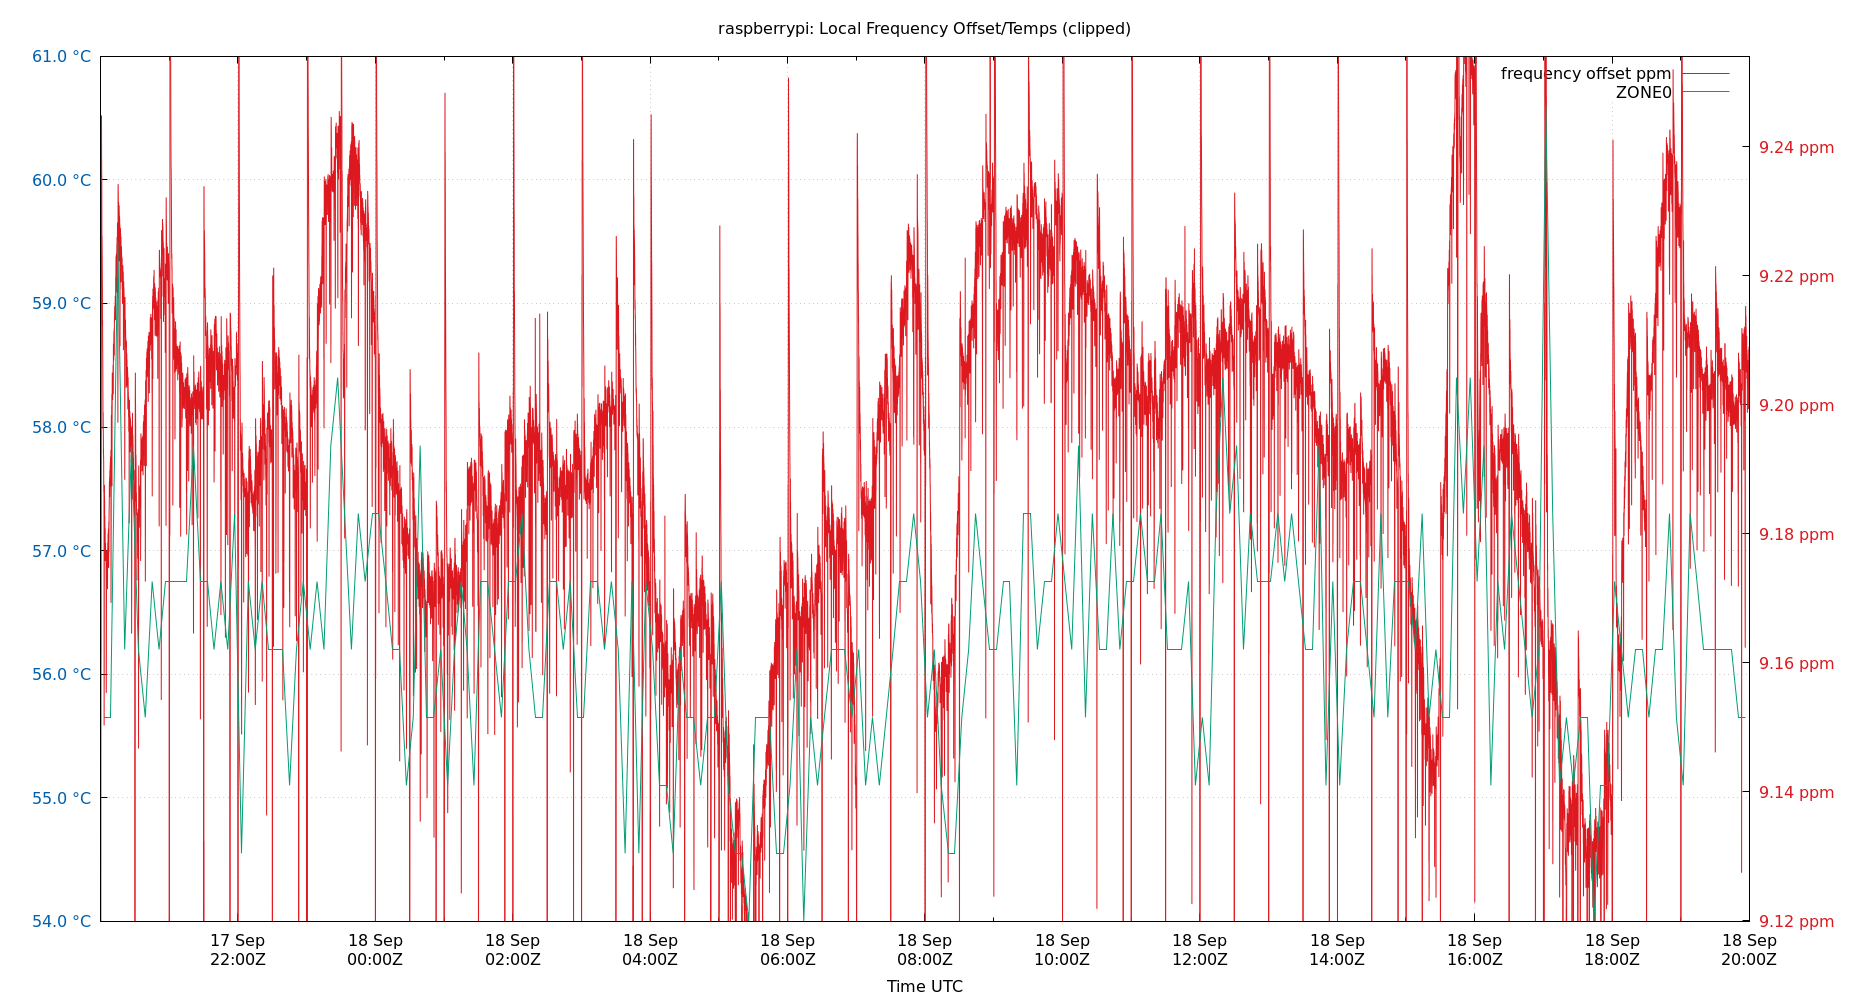 raspberrypi: Local Frequency Offset/Temps (clipped)
frequency offset ppm
ZONE0
61.0 °C
60.0 °C
59.0 °C
58.0 °C
57.0 °C
56.0 °C
55.0 °C
54.0 °C
9.24 ppm
9.22 ppm
9.20 ppm
9.18 ppm
9.16 ppm
9.14 ppm
9.12 ppm
17 Sep
22:00Z
18 Sep
00:00Z
18 Sep
02:00Z
18 Sep
04:00Z
18 Sep
06:00Z
18 Sep
08:00Z
18 Sep
10:00Z
18 Sep
12:00Z
18 Sep
14:00Z
18 Sep
16:00Z
18 Sep
18:00Z
18 Sep
20:00Z
Time UTC